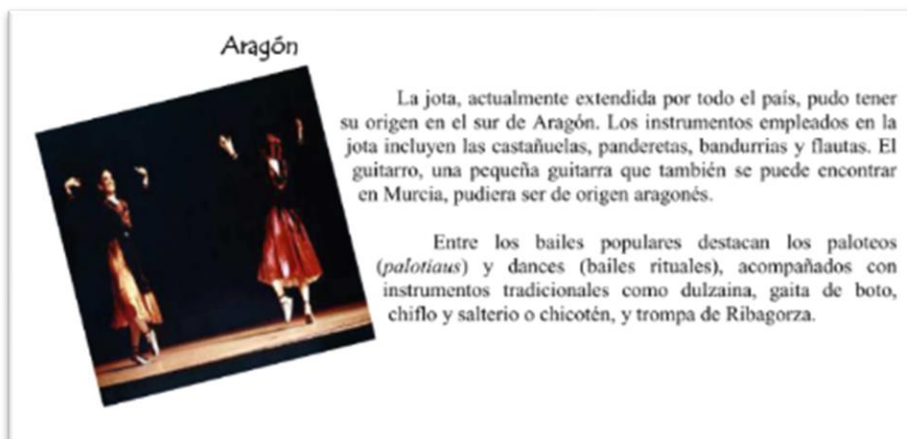 Aragón
La jota, actualmente extendida por todo el país, pudo tener
su origen en el sur de Aragón. Los instrumentos empleados en la
jota incluyen las castañuelas, panderetas, bandurrias y flautas. El
guitarro, una pequeña guitarra que también se puede encontrar
en Murcia, pudiera ser de origen aragonés.
Entre los bailes populares destacan los paloteos
(palotiaus) y dances (bailes rituales), acompañados con
instrumentos tradicionales como dulzaina, gaita de boto,
chiflo y salterio o chicotén, y trompa de Ribagorza.